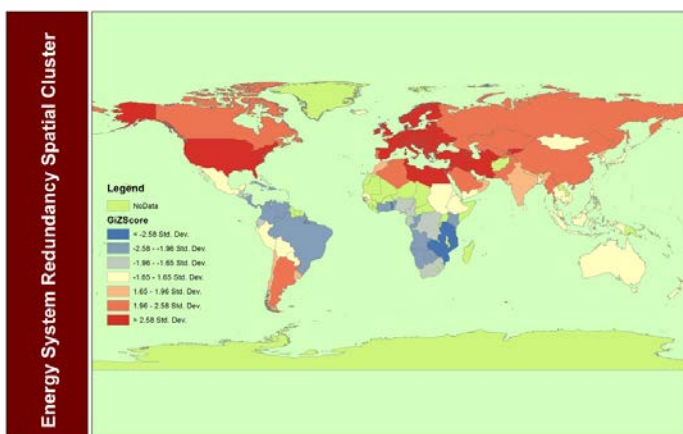 Energy System Redundancy Spatial Cluster
Legend
NoData
GiZScore
< -2.58 Std. Dev.
-2.58 - -1.96 Std. Dev.
-1.96 - -1.65 Std. Dev.
-1.65 - 1.65 Std. Dev.
1.65 - 1.96 Std. Dev.
1.96 - 2.58 Std. Dev.
> 2.58 Std. Dev.